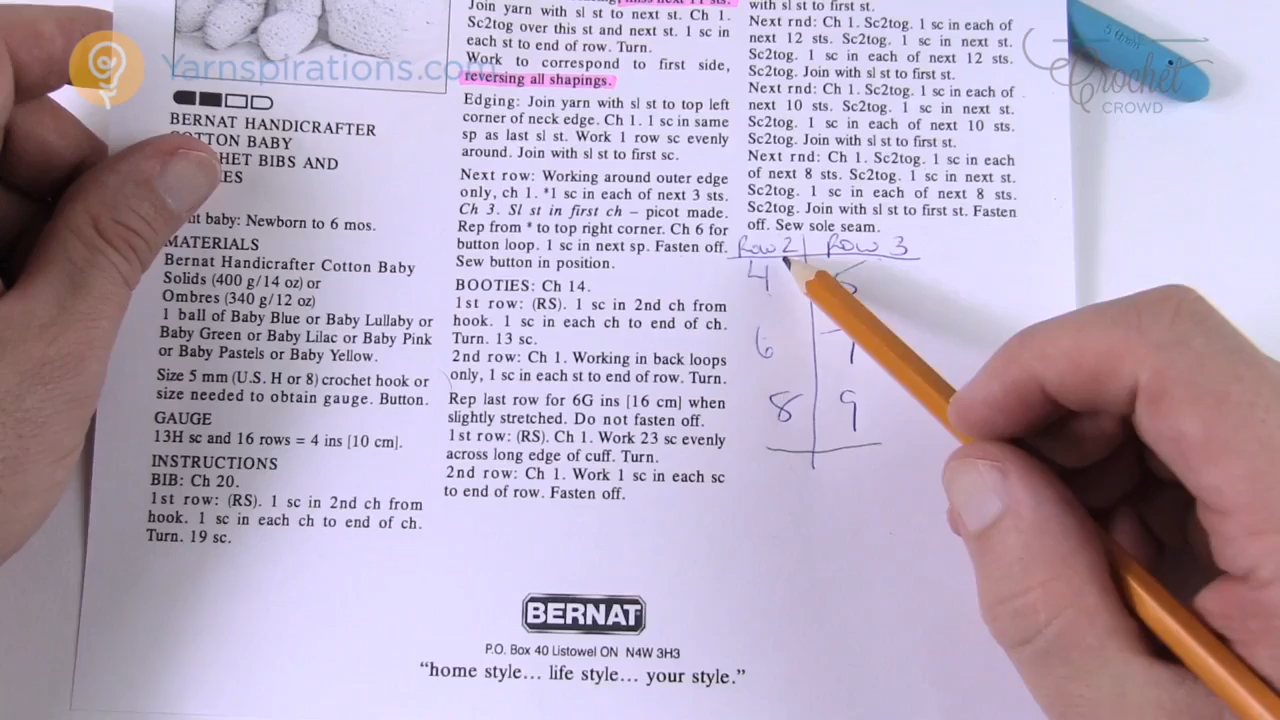 Yarnspirations.com
BERNAT HANDICRAFTER
COTTON BABY
CHET BIBS AND
IES
nt baby: Newborn to 6 mos.
MATERIALS
Bernat Handicrafter Cotton Baby
Solids (400 g/14 oz) or
Ombres (340 g/12 oz)
1 ball of Baby Blue or Baby Lullaby or
Baby Green or Baby Lilac or Baby Pink
or Baby Pastels or Baby Yellow.
Size 5 mm (U.S. H or 8) crochet hook or
size needed to obtain gauge. Button.
GAUGE
13H sc and 16 rows = 4 ins [10 cm].
INSTRUCTIONS
BIB: Ch 20.
1st row: (RS). 1 sc in 2nd ch from
hook. 1 sc in each ch to end of ch.
Turn. 19 sc.
miss next 11 sts.
Join yarn with sl st to next st. Ch 1.
Sc2tog over this st and next st. 1 sc in
each st to end of row. Turn.
Work to correspond to first side,
reversing all shapings.
Edging: Join yarn with sl st to top left
corner of neck edge. Ch 1. 1 sc in same
sp as last sl st. Work 1 row sc evenly
around. Join with sl st to first sc.
Next row: Working around outer edge
only, ch 1. *1 sc in each of next 3 sts.
Ch 3. Sl st in first ch – picot made.
Rep from * to top right corner. Ch 6 for
button loop. 1 sc in next sp. Fasten off.
Sew button in position.
BOOTIES: Ch 14.
1st row: (RS). 1 sc in 2nd ch from
hook. 1 sc in each ch to end of ch.
Turn. 13 sc.
2nd row: Ch 1. Working in back loops
only, 1 sc in each st to end of row. Turn.
Rep last row for 6G ins [16 cm] when
slightly stretched. Do not fasten off.
1st row: (RS). Ch 1. Work 23 sc evenly
across long edge of cuff. Turn.
2nd row: Ch 1. Work 1 sc in each sc
to end of row. Fasten off.
with sl st to first st.
Next rnd: Ch 1. Sc2tog. 1 sc in each of
next 12 sts. Sc2tog. 1 sc in next st.
Sc2tog. 1 sc in each of next 12 sts.
Sc2tog. Join with sl st to first st.
Next rnd: Ch 1. Sc2tog. 1 sc in each of
next 10 sts. Sc2tog. 1 sc in next st.
Sc2tog. 1 sc in each of next 10 sts.
Sc2tog. Join with sl st to first st.
Next rnd: Ch 1. Sc2tog. 1 sc in each
of next 8 sts. Sc2tog. 1 sc in next st.
Sc2tog. 1 sc in each of next 8 sts.
Sc2tog. Join with sl st to first st. Fasten
off. Sew sole seam.
Row 2 Row 3
4 5
6 7
8 9
BERNAT
P.O. Box 40 Listowel ON N4W 3H3
“home style... life style... your style.”
5 mm
Crochet
CROWD